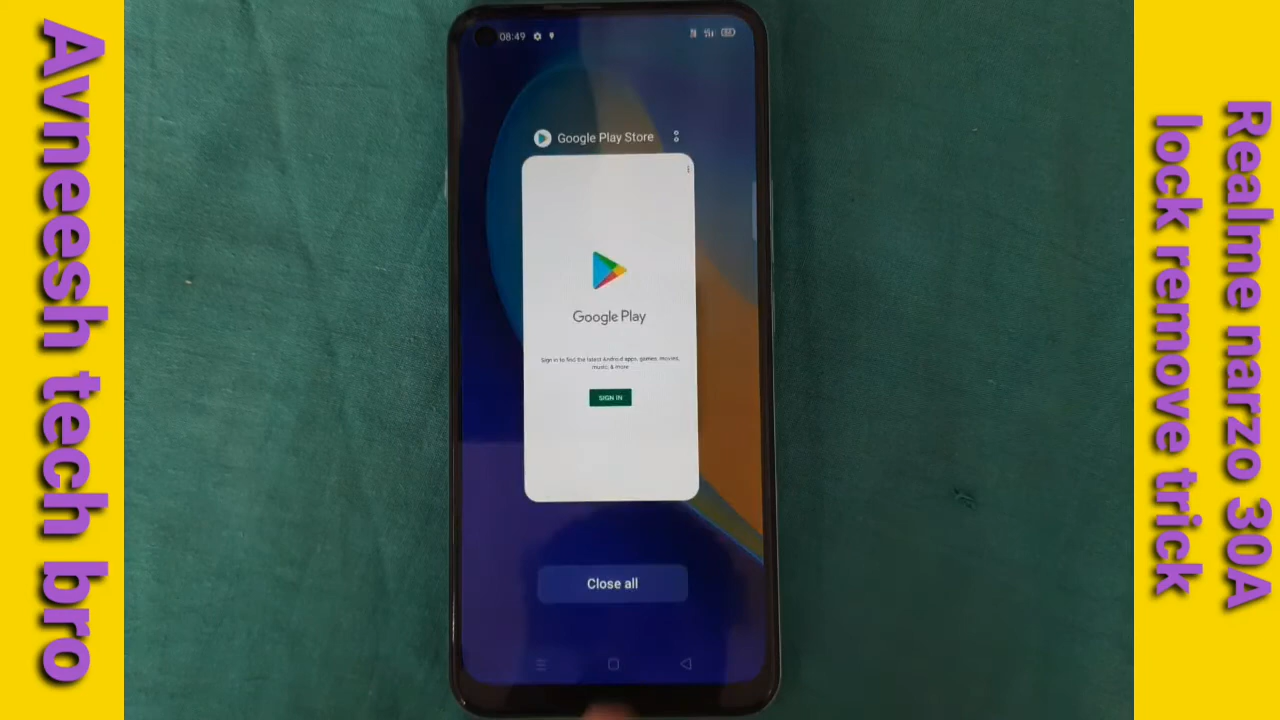 Avneesh tech bro
08:49
Google Play Store
Google Play
Sign in to find the latest Android apps, games, movies,
music, & more
SIGN IN
Close all
Realme narzo 30A
lock remove trick